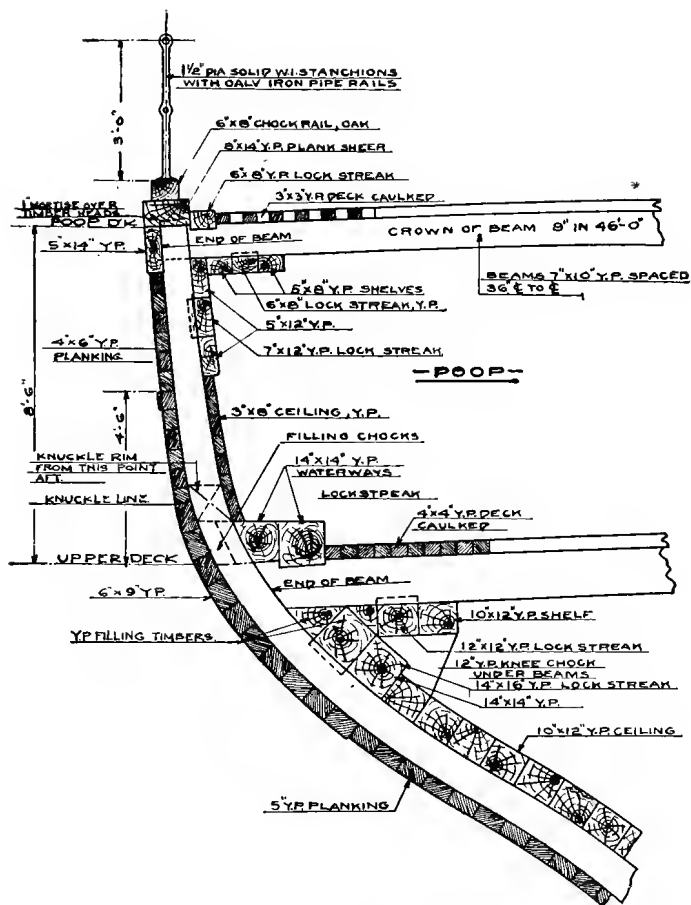 1½" DIA SOLID W.I. STANCHIONS
WITH GALV IRON PIPE RAILS
3'-0"
6"x8" CHOCK RAIL, OAK
8"x14" Y.P. PLANK SHEER
6"x8" Y.P. LOCK STREAK
3"x3" Y.P. DECK CAULKED
1" MORTISE OVER
TIMBER HEADS
POOP DK
END OF BEAM
CROWN OF BEAM 9" IN 46'-0"
5"x14" Y.P.
BEAMS 7"x10" Y.P. SPACED
36" ℄ TO ℄
5"x8" Y.P. SHELVES
6"x8" LOCK STREAK, Y.P.
5"x12" Y.P.
7"x12" Y.P. LOCK STREAK
4"x6" Y.P.
PLANKING
-POOP-
8'-6"
4'-6"
3"x8" CEILING, Y.P.
FILLING CHOCKS
KNUCKLE RIM
FROM THIS POINT
AFT.
14"x14" Y.P.
WATERWAYS
LOCKSTREAK
KNUCKLE LINE
4"x4" Y.P. DECK
CAULKED
UPPER DECK
END OF BEAM
6"x9" Y.P.
10"x12" Y.P. SHELF
Y.P. FILLING TIMBERS
12"x12" Y.P. LOCK STREAK
12" Y.P. KNEE CHOCK
UNDER BEAMS
14"x16" Y.P. LOCK STREAK
14"x14" Y.P.
10"x12" Y.P. CEILING
5" Y.P. PLANKING